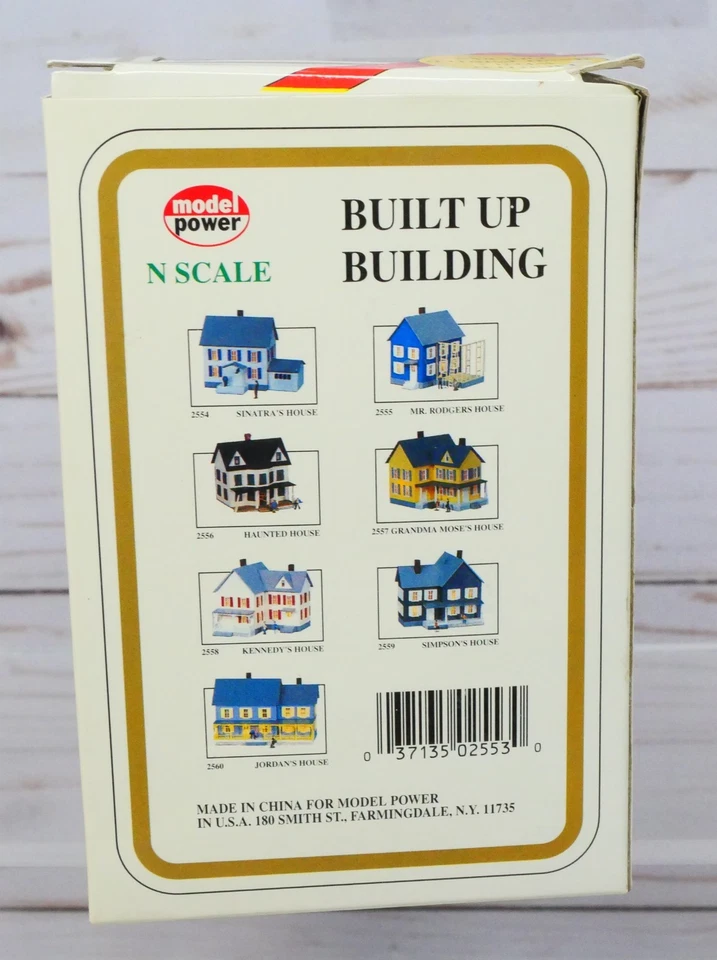 model
power
N SCALE
BUILT UP
BUILDING
2554 SINATRA'S HOUSE
2555 MR. RODGERS HOUSE
2556 HAUNTED HOUSE
2557 GRANDMA MOSE'S HOUSE
2558 KENNEDY'S HOUSE
2559 SIMPSON'S HOUSE
2560 JORDAN'S HOUSE
0 37135 02553 0
MADE IN CHINA FOR MODEL POWER
IN U.S.A. 180 SMITH ST., FARMINGDALE, N.Y. 11735